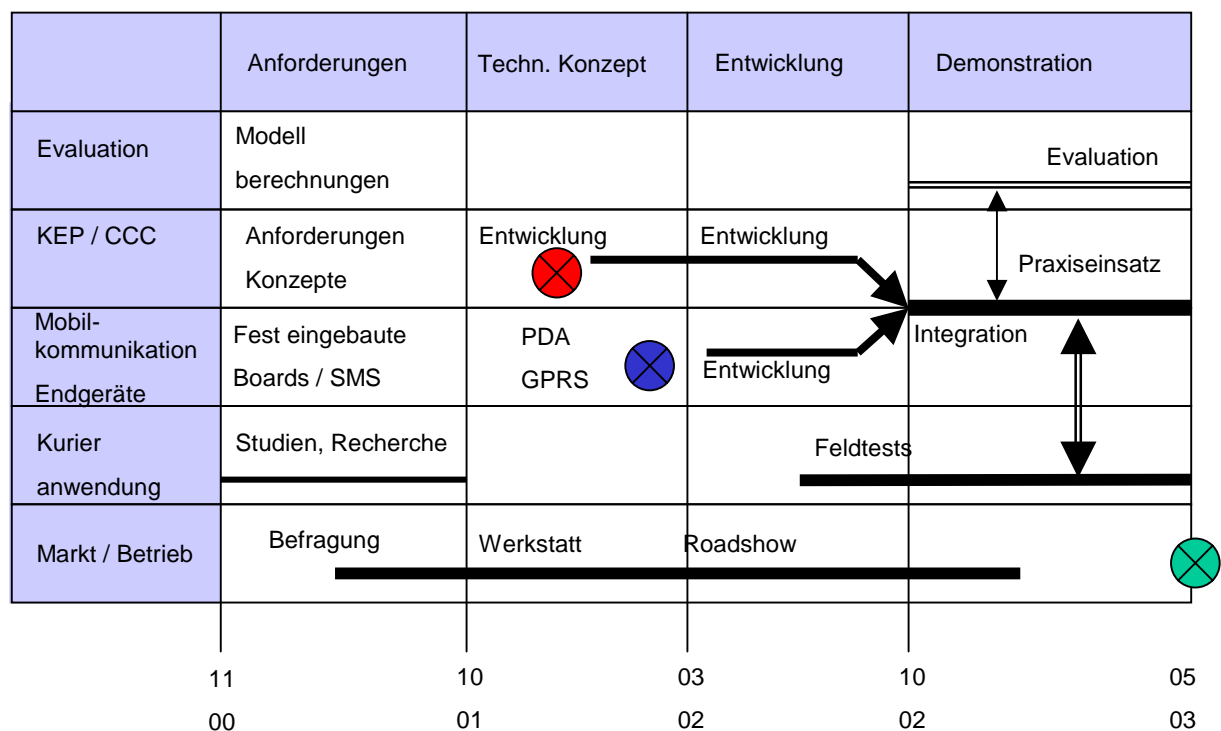 Anforderungen Techn. Konzept Entwicklung Demonstration
Evaluation
Modell
berechnungen
Evaluation
KEP / CCC
Anforderungen
Konzepte
Entwicklung
Entwicklung
Praxiseinsatz
Mobil-
kommunikation
Endgeräte
Fest eingebaute
Boards / SMS
PDA
GPRS
Entwicklung
Integration
Kurier
anwendung
Studien, Recherche
Feldtests
Markt / Betrieb
Befragung
Werkstatt
Roadshow
11 10 03 10 05
00 01 02 02 03